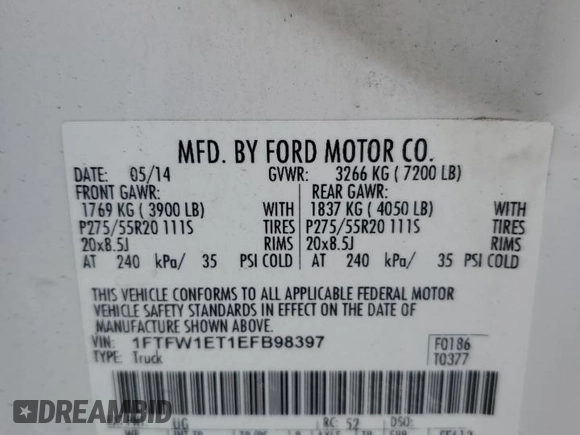 MFD. BY FORD MOTOR CO.
DATE: 05/14 GVWR: 3266 KG ( 7200 LB)
FRONT GAWR: REAR GAWR:
1769 KG ( 3900 LB) WITH 1837 KG ( 4050 LB) WITH
P275/55R20 111S TIRES P275/55R20 111S TIRES
20x8.5J RIMS 20x8.5J RIMS
AT 240 kPa/ 35 PSI COLD AT 240 kPa/ 35 PSI COLD
THIS VEHICLE CONFORMS TO ALL APPLICABLE FEDERAL MOTOR
VEHICLE SAFETY STANDARDS IN EFFECT ON THE DATE OF
MANUFACTURE SHOWN ABOVE.
VIN: 1FTFW1ET1EFB98397 F0186
TYPE: Truck T0377
UG RC: 52 DSO:
DREAMBID